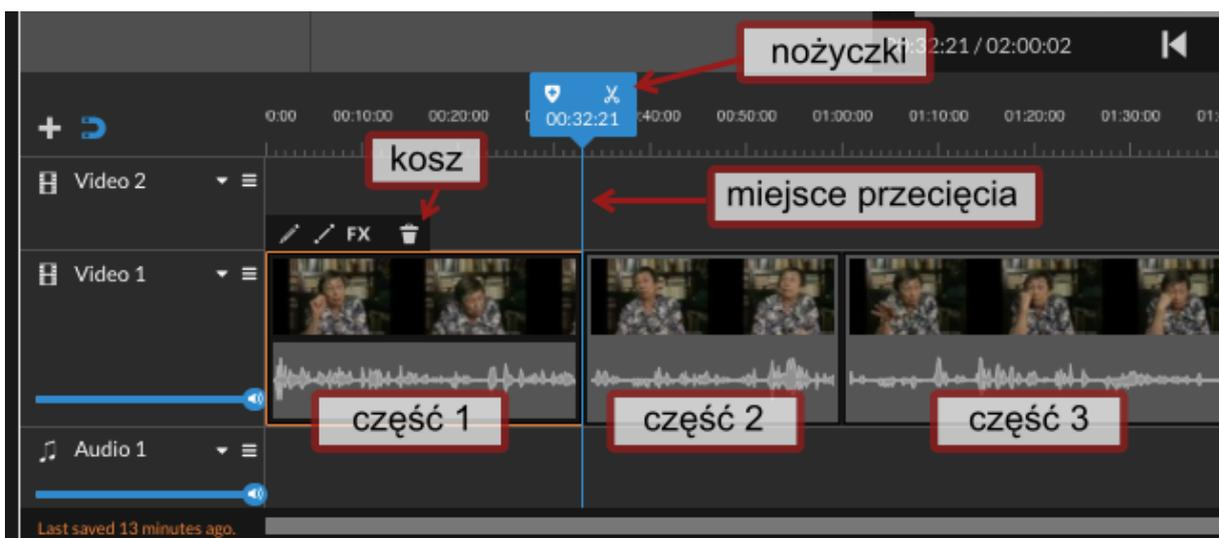 nożyczki
:32:21 / 02:00:02
0:00 00:10:00 00:20:00 00:32:21 :40:00 00:50:00 01:00:00 01:10:00 01:20:00 01:30:00 01:
kosz
Video 2
miejsce przecięcia
FX
Video 1
część 1 część 2 część 3
Audio 1
Last saved 13 minutes ago.